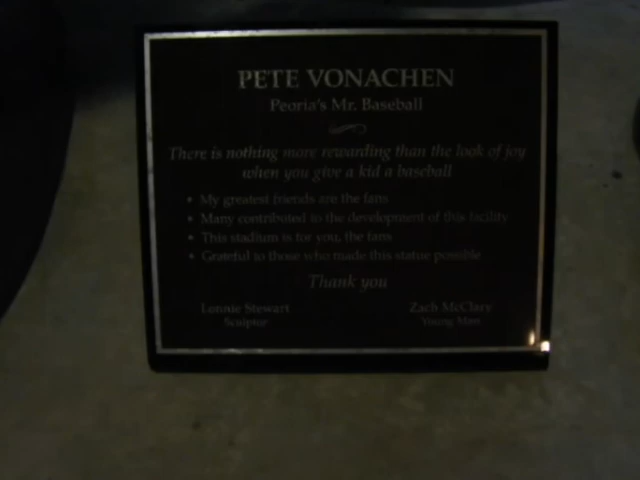 PETE VONACHEN
Peoria's Mr. Baseball
There is nothing more rewarding than the look of joy
when you give a kid a baseball
• My greatest friends are the fans
• Many contributed to the development of this facility
• This stadium is for you, the fans
• Grateful to those who made this statue possible
Thank you
Lonnie Stewart
Sculptor
Zach McClary
Young Man